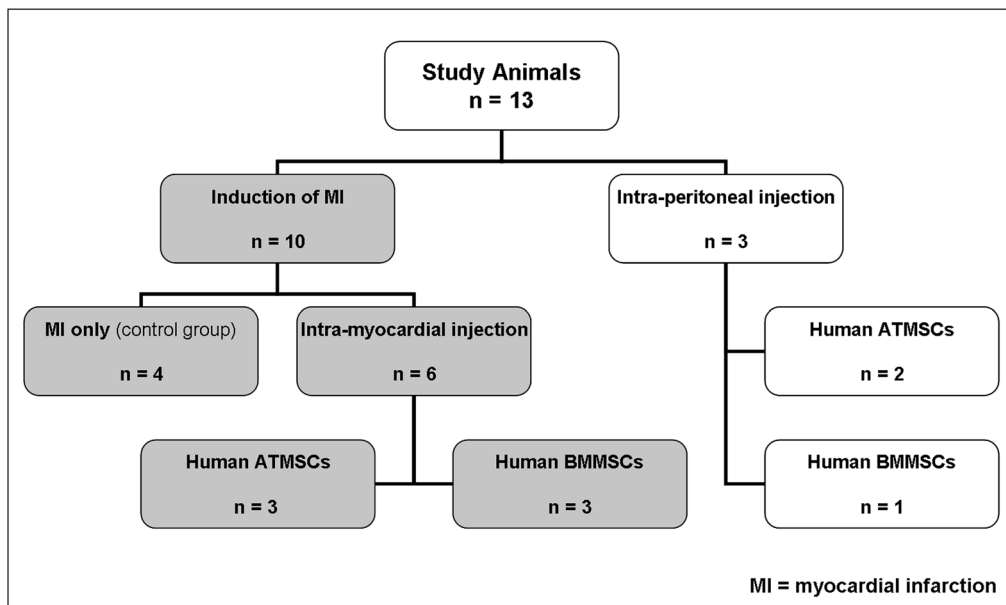 Study Animals
n = 13
Induction of MI
n = 10
Intra-peritoneal injection
n = 3
MI only (control group)
n = 4
Intra-myocardial injection
n = 6
Human ATMSCs
n = 2
Human ATMSCs
n = 3
Human BMMSCs
n = 3
Human BMMSCs
n = 1
MI = myocardial infarction